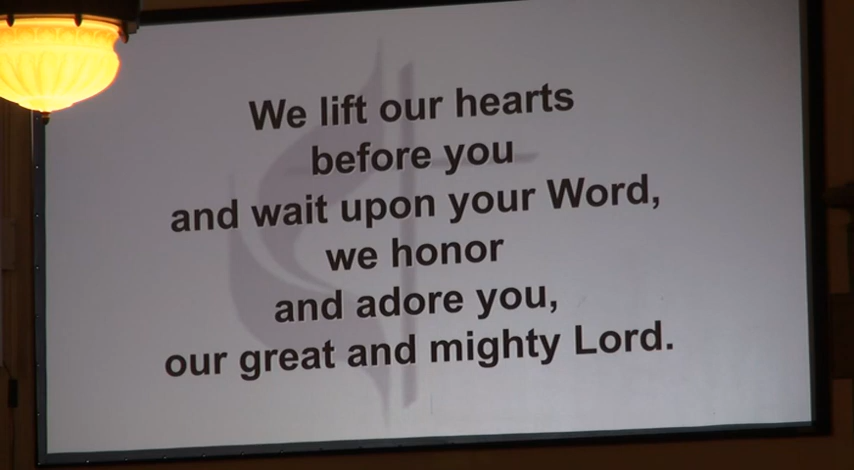 We lift our hearts
before you
and wait upon your Word,
we honor
and adore you,
our great and mighty Lord.